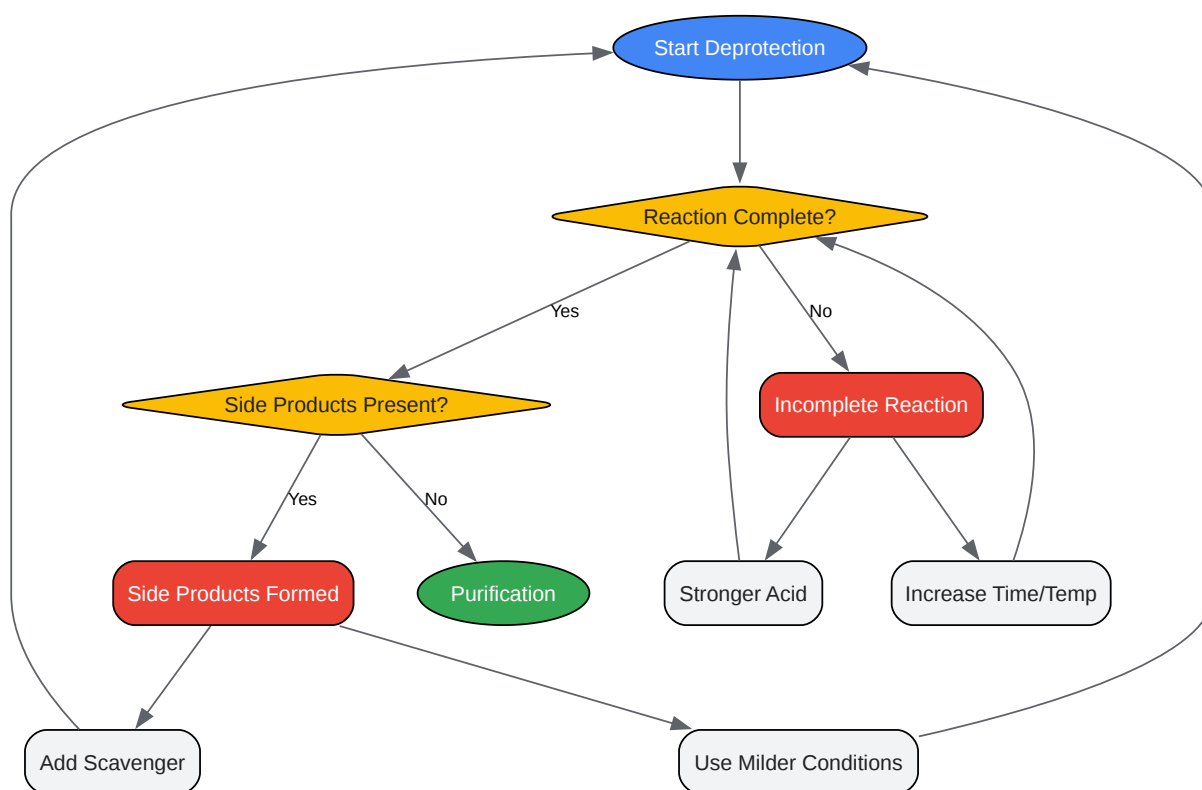 Start Deprotection
Reaction Complete?
Yes
No
Side Products Present?
Incomplete Reaction
Yes
No
Side Products Formed
Purification
Stronger Acid
Increase Time/Temp
Add Scavenger
Use Milder Conditions